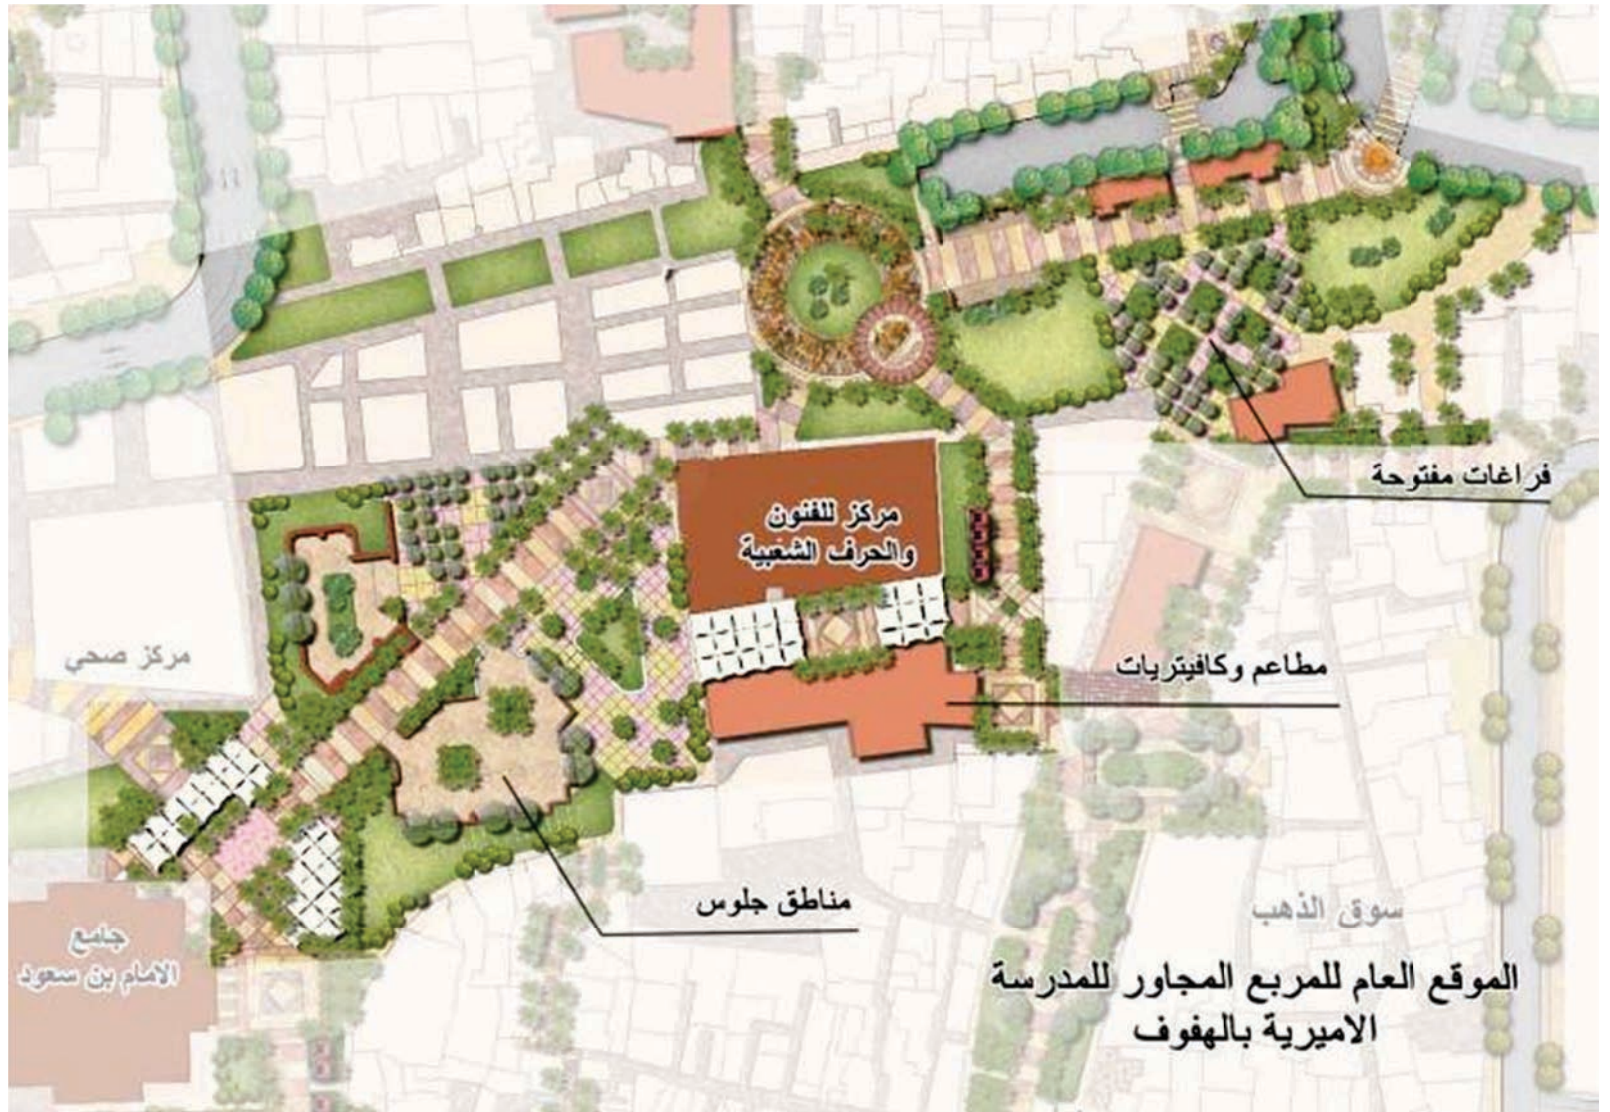 فراغات مفتوحة
مركز للفنون
والحرف الشعبية
مركز صحي
مطاعم وكافيتريات
مناطق جلوس
سوق الذهب
جامع
الامام بن سعود
الموقع العام للمربع المجاور للمدرسة
الاميرية بالهفوف